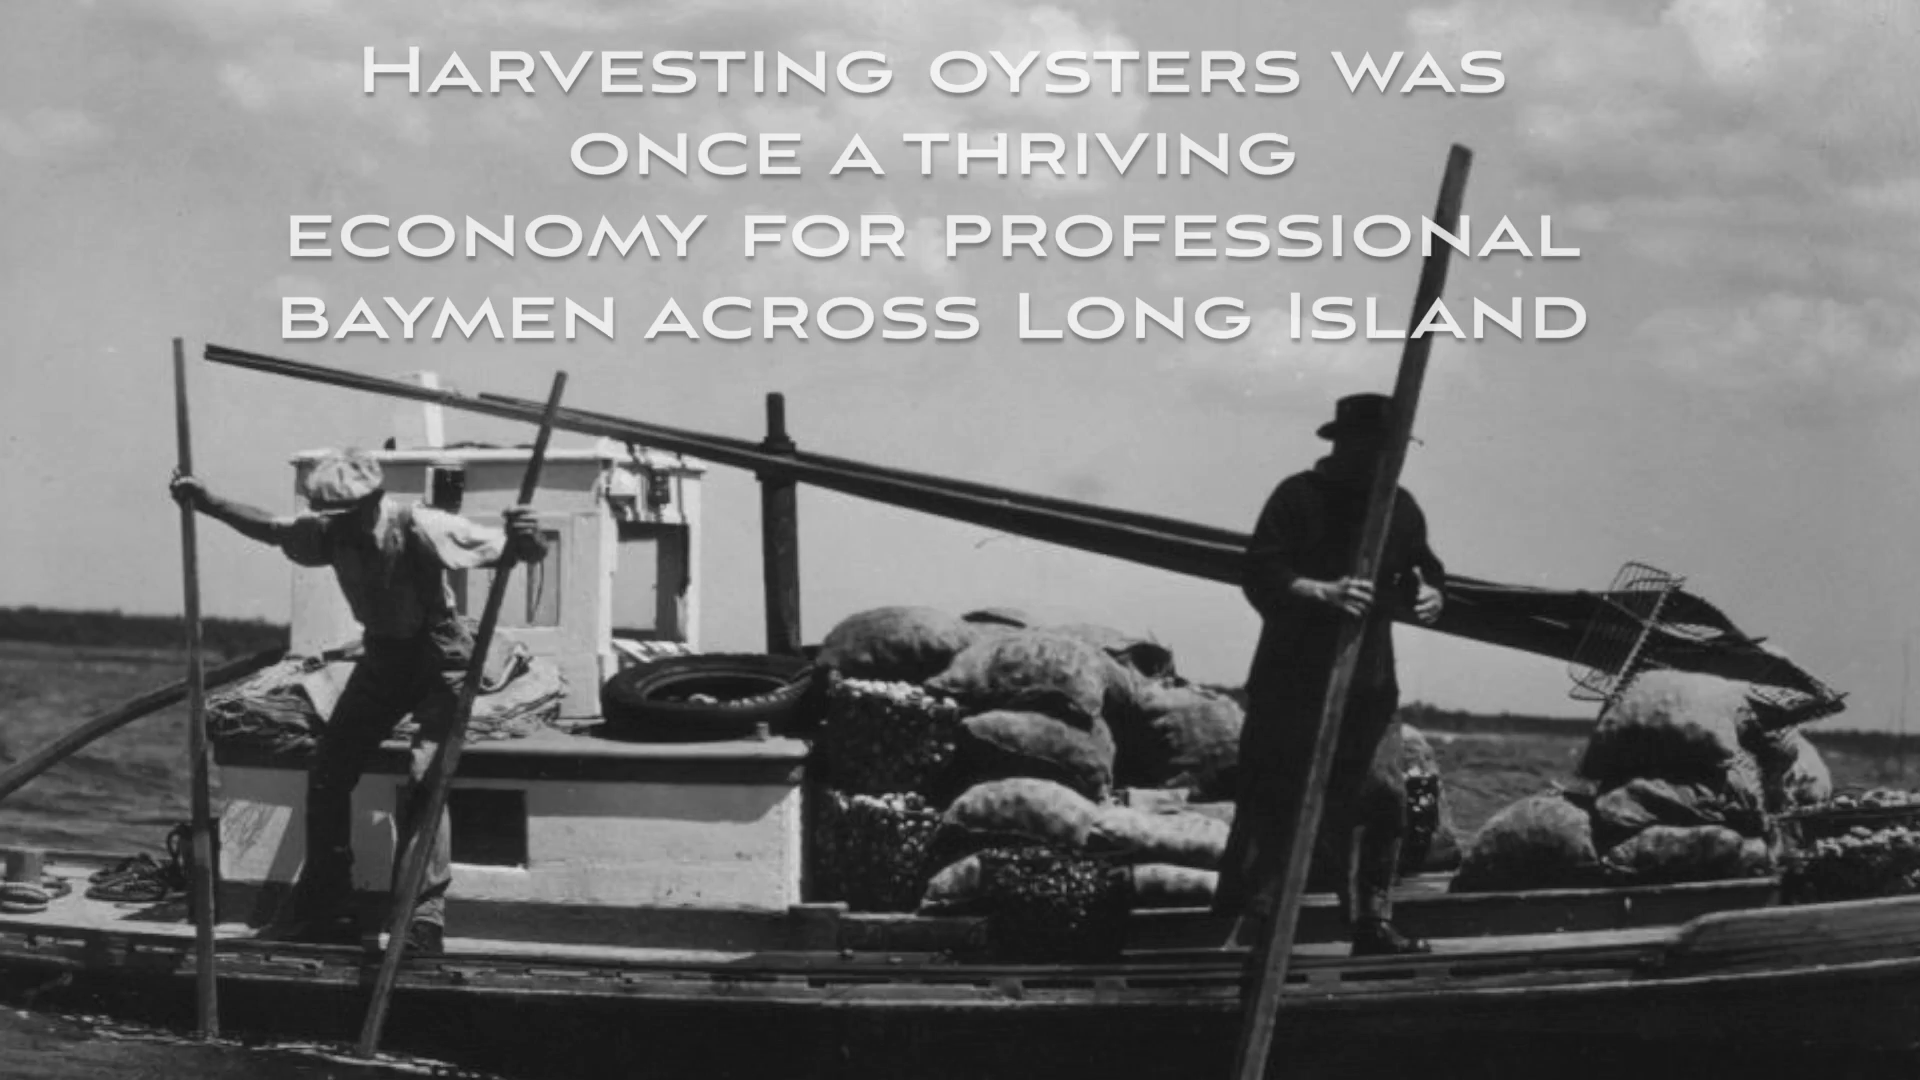 Harvesting oysters was
once a thriving
economy for professional
baymen across Long Island